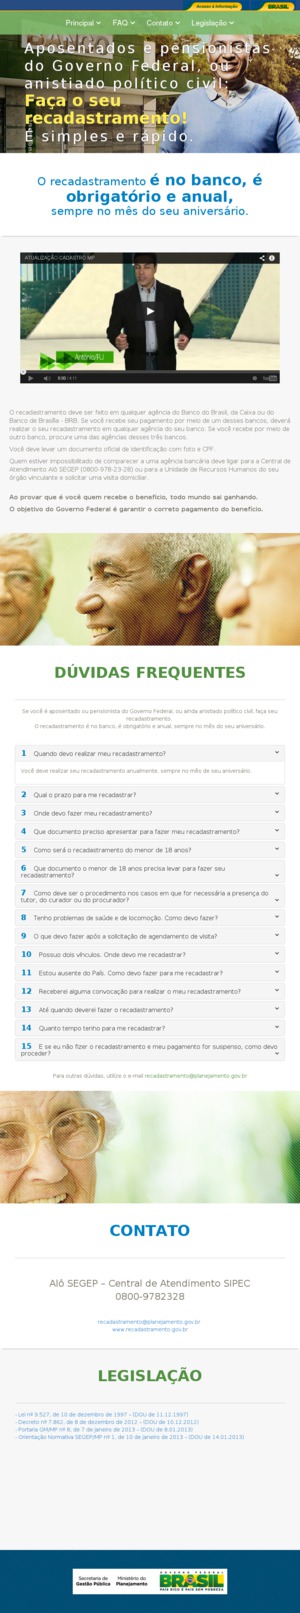 Acesso à Informação
BRASIL
Principal
FAQ
Contato
Legislação
Aposentados e pensionistas
do Governo Federal, ou
anistiado político civil:
Faça o seu
recadastramento!
É simples e rápido.
O recadastramento é no banco, é
obrigatório e anual,
sempre no mês do seu aniversário.
ATUALIZAÇÃO CADASTRO MP
Antônio/RJ
O recadastramento deve ser feito em qualquer agência do Banco do Brasil, da Caixa ou do
Banco de Brasília - BRB. Se você recebe seu pagamento por meio de um desses bancos, deverá
realizar o seu recadastramento em qualquer agência do seu banco. Se você recebe por meio de
outro banco, procure uma das agências desses três bancos.
Você deve levar um documento oficial de identificação com foto e CPF.
Quem estiver impossibilitado de comparecer a uma agência bancária deve ligar para a Central de
Atendimento Alô SEGEP (0800-978-23-28) ou para a Unidade de Recursos Humanos do seu
órgão vinculante e solicitar uma visita domiciliar.
Ao provar que é você quem recebe o benefício, todo mundo sai ganhando.
O objetivo do Governo Federal é garantir o correto pagamento do benefício.
DÚVIDAS FREQUENTES
Se você é aposentado ou pensionista do Governo Federal, ou ainda anistiado político civil, faça seu
recadastramento.
O recadastramento é no banco, é obrigatório e anual, sempre no mês do seu aniversário.
1 Quando devo realizar meu recadastramento?
Você deve realizar seu recadastramento anualmente, sempre no mês de seu aniversário.
2 Qual o prazo para me recadastrar?
3 Onde devo fazer meu recadastramento?
4 Que documento preciso apresentar para fazer meu recadastramento?
5 Como será o recadastramento do menor de 18 anos?
6 Que documento o menor de 18 anos precisa levar para fazer seu
recadastramento?
7 Como deve ser o procedimento nos casos em que for necessária a presença do
tutor, do curador ou do procurador?
8 Tenho problemas de saúde e de locomoção. Como devo fazer?
9 O que devo fazer após a solicitação de agendamento de visita?
10 Possuo dois vínculos. Onde devo me recadastrar?
11 Estou ausente do País. Como devo fazer para me recadastrar?
12 Receberei alguma convocação para realizar o meu recadastramento?
13 Até quando deverei fazer o recadastramento?
14 Quanto tempo tenho para me recadastrar?
15 E se eu não fizer o recadastramento e meu pagamento for suspenso, como devo
proceder?
Para outras dúvidas, utilize o e-mail recadastramento@planejamento.gov.br
CONTATO
Alô SEGEP – Central de Atendimento SIPEC
0800-9782328
recadastramento@planejamento.gov.br
www.recadastramento.gov.br
LEGISLAÇÃO
- Lei nº 9.527, de 10 de dezembro de 1997 – (DOU de 11.12.1997)
- Decreto nº 7.862, de 8 de dezembro de 2012 – (DOU de 10.12.2012)
- Portaria GM/MP nº 8, de 7 de janeiro de 2013 – (DOU de 8.01.2013)
- Orientação Normativa SEGEP/MP nº 1, de 10 de janeiro de 2013 – (DOU de 14.01.2013)
Secretaria de
Gestão Pública
Ministério do
Planejamento
GOVERNO FEDERAL
BRASIL
PAÍS RICO É PAÍS SEM POBREZA